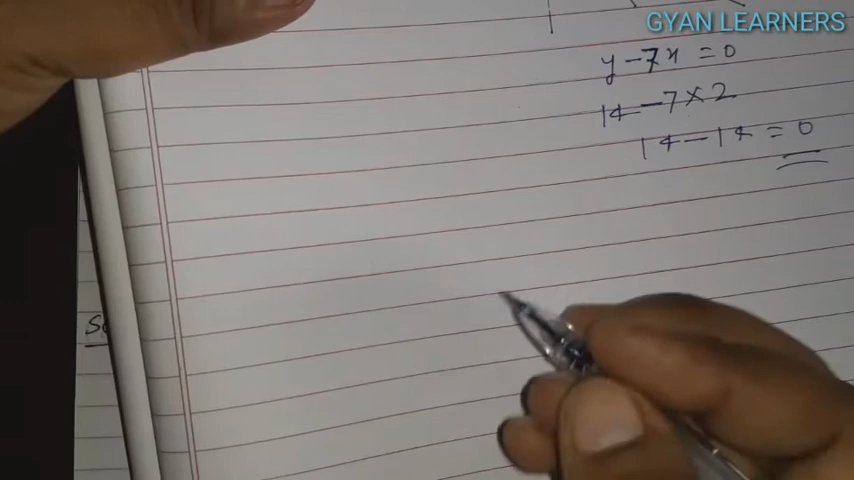 GYAN LEARNERS
y - 7x = 0
14 - 7 × 2
14 - 14 = 0